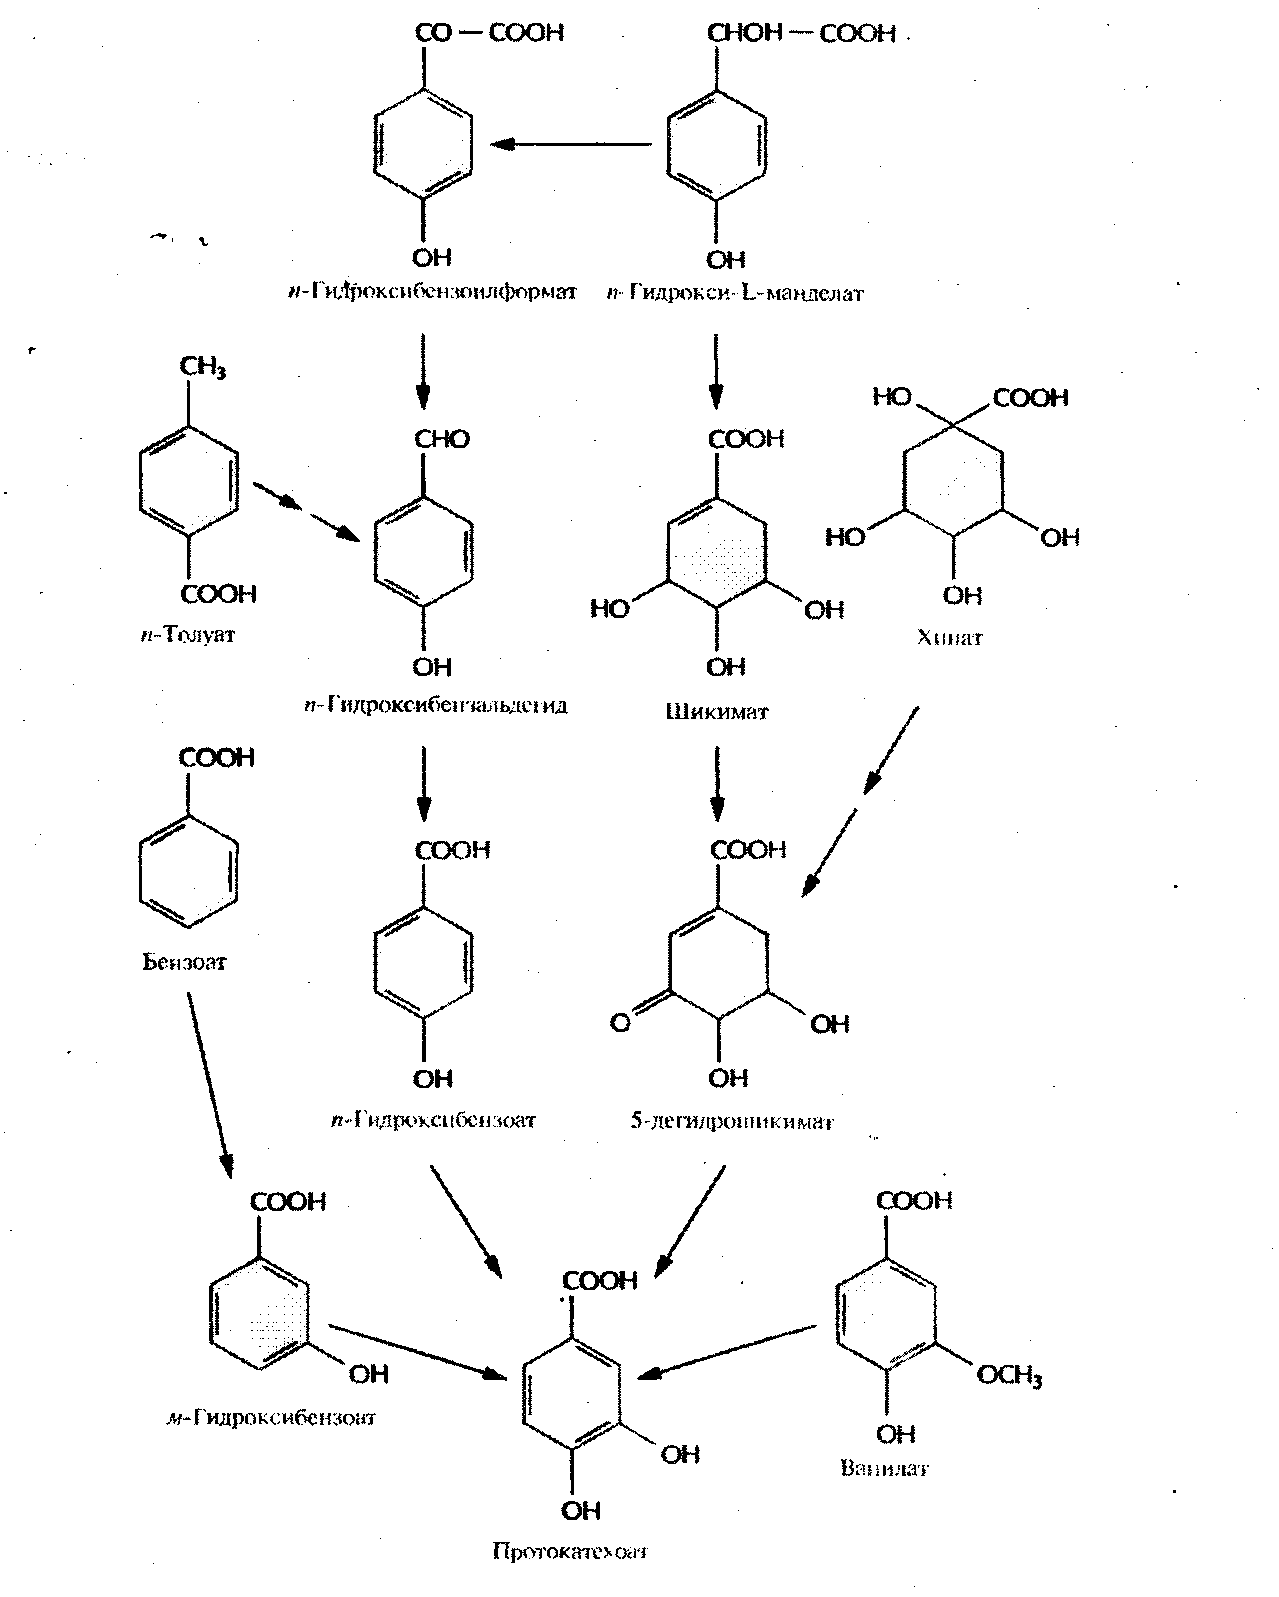 CO — COOH
CHOH — COOH
OH
OH
п-Гидроксибензоилформат
п-Гидрокси-L-манделат
CH₃
HO
COOH
CHO
COOH
HO
OH
COOH
HO
OH
OH
п-Толуат
Хинат
OH
OH
п-Гидроксибензальдегид
Шикимат
COOH
COOH
COOH
Бензоат
O
OH
OH
OH
п-Гидроксибензоат
5-дегидрошикимат
COOH
COOH
COOH
OH
OCH₃
м-Гидроксибензоат
OH
OH
Ванилат
OH
Протокатехоат